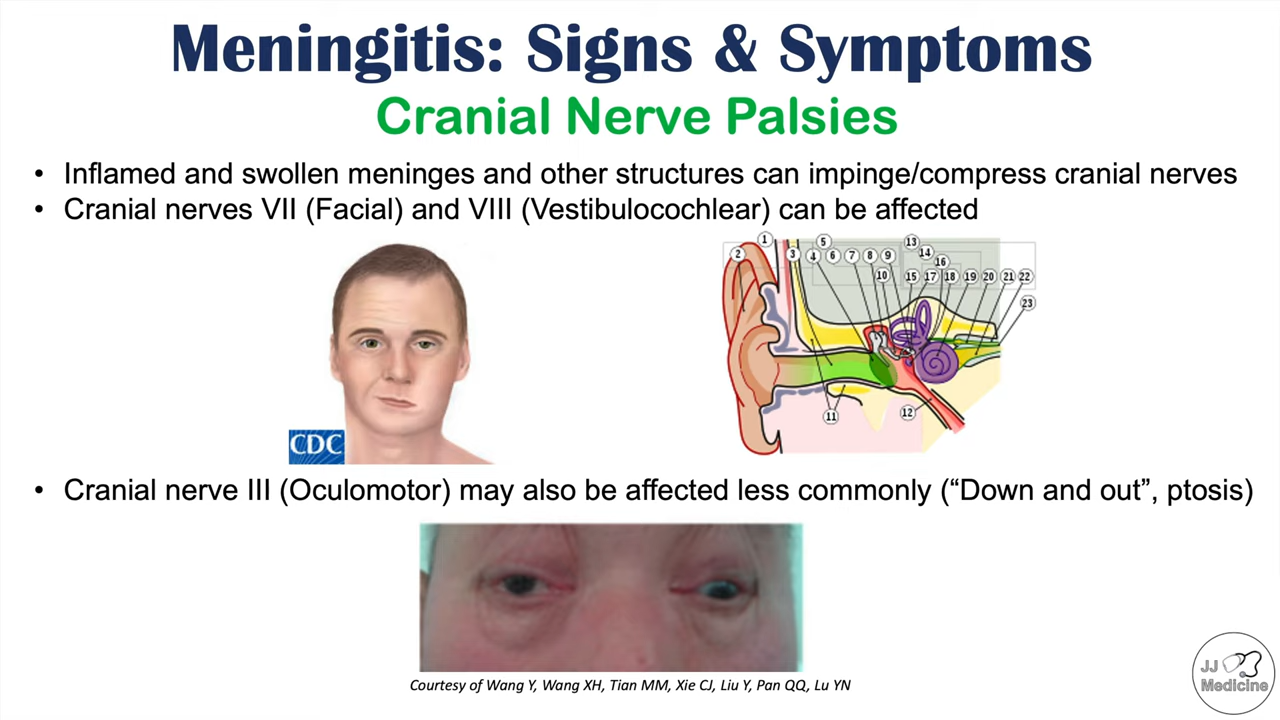 Meningitis: Signs & Symptoms
Cranial Nerve Palsies
• Inflamed and swollen meninges and other structures can impinge/compress cranial nerves
• Cranial nerves VII (Facial) and VIII (Vestibulocochlear) can be affected
CDC
1
2
3
4
5
6
7
8
9
10
13
14
16
15
17
18
19
20
21
22
23
11
12
• Cranial nerve III (Oculomotor) may also be affected less commonly (“Down and out”, ptosis)
Courtesy of Wang Y, Wang XH, Tian MM, Xie CJ, Liu Y, Pan QQ, Lu YN
JJ
Medicine